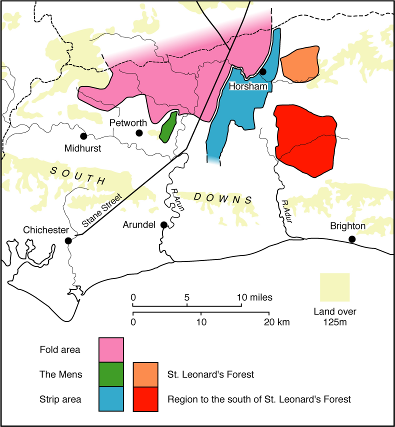 Horsham
Petworth
Midhurst
SOUTH
DOWNS
Stane Street
R.Arun
R.Adur
Chichester
Arundel
Brighton
0 5 10 miles
0 10 20 km
Land over
125m
Fold area
The Mens
St. Leonard's Forest
Strip area
Region to the south of St. Leonard's Forest